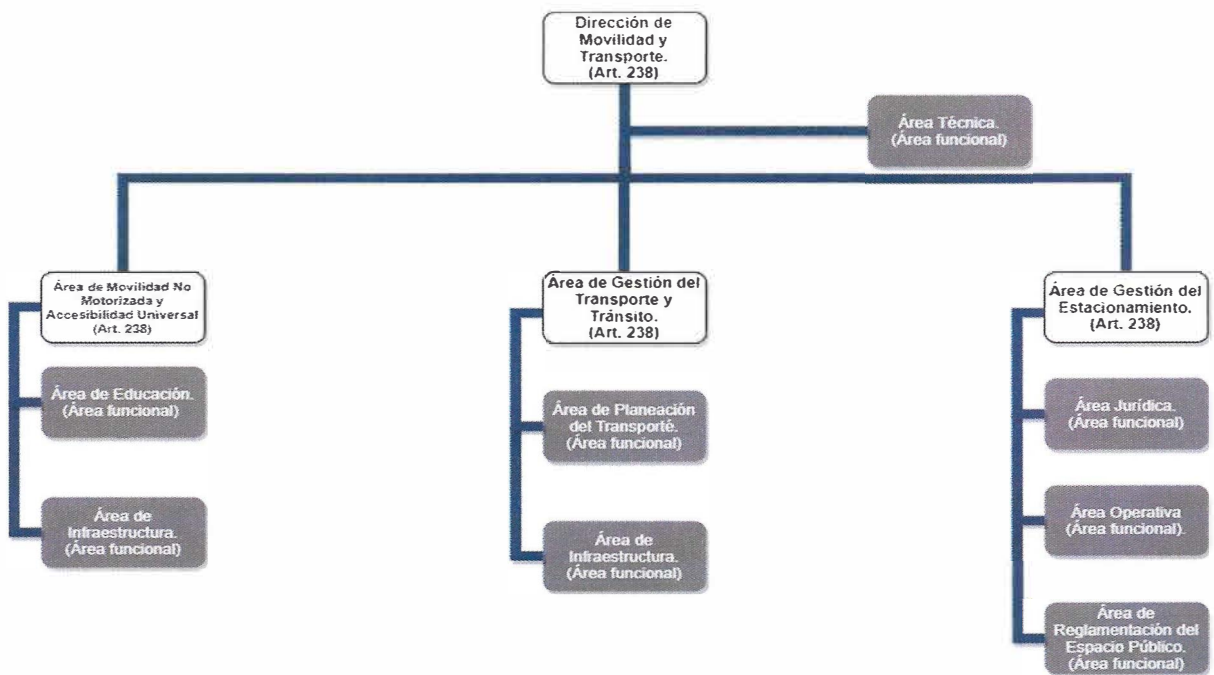 Dirección de
Movilidad y
Transporte.
(Art. 238)
Área Técnica.
(Área funcional)
Área de Movilidad No
Motorizada y
Accesibilidad Universal
(Art. 238)
Área de Educación.
(Área funcional)
Área de
Infraestructura.
(Área funcional)
Área de Gestión del
Transporte y
Tránsito.
(Art. 238)
Área de Planeación
del Transporté.
(Área funcional)
Área de
Infraestructura.
(Área funcional)
Área de Gestión del
Estacionamiento.
(Art. 238)
Área Jurídica.
(Área funcional)
Área Operativa
(Área funcional).
Área de
Reglamentación del
Espacio Público.
(Área funcional)